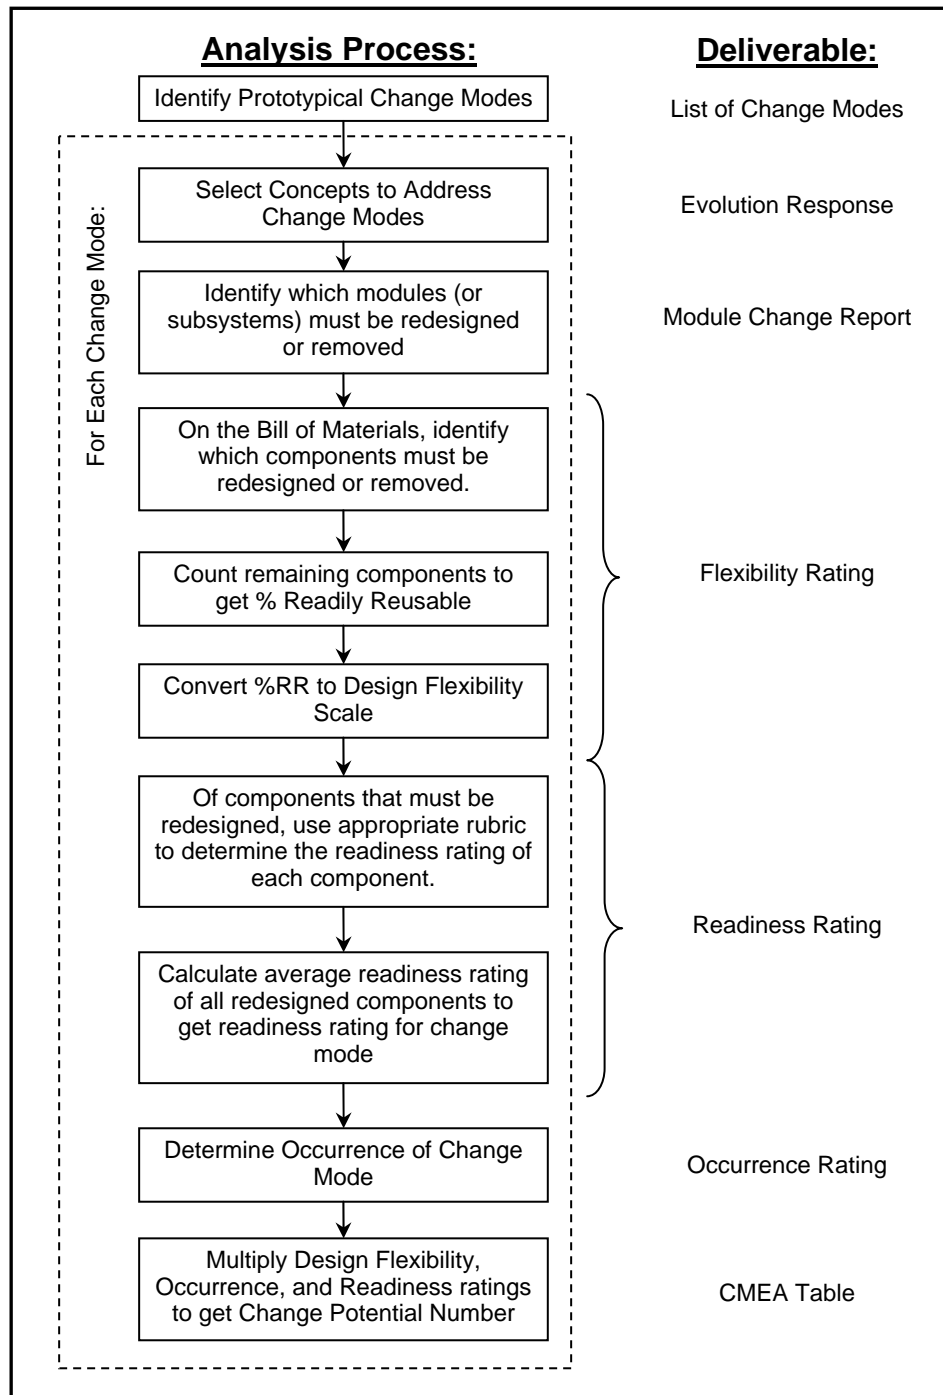 Analysis Process:
Deliverable:
Identify Prototypical Change Modes
List of Change Modes
For Each Change Mode:
Select Concepts to Address
Change Modes
Evolution Response
Identify which modules (or
subsystems) must be redesigned
or removed
Module Change Report
On the Bill of Materials, identify
which components must be
redesigned or removed.
Count remaining components to
get % Readily Reusable
Flexibility Rating
Convert %RR to Design Flexibility
Scale
Of components that must be
redesigned, use appropriate rubric
to determine the readiness rating of
each component.
Readiness Rating
Calculate average readiness rating
of all redesigned components to
get readiness rating for change
mode
Determine Occurrence of Change
Mode
Occurrence Rating
Multiply Design Flexibility,
Occurrence, and Readiness ratings
to get Change Potential Number
CMEA Table